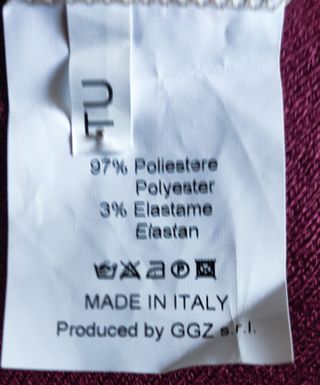 TU
97% Poliestere
Polyester
3% Elastame
Elastan
MADE IN ITALY
Produced by GGZ s.r.l.